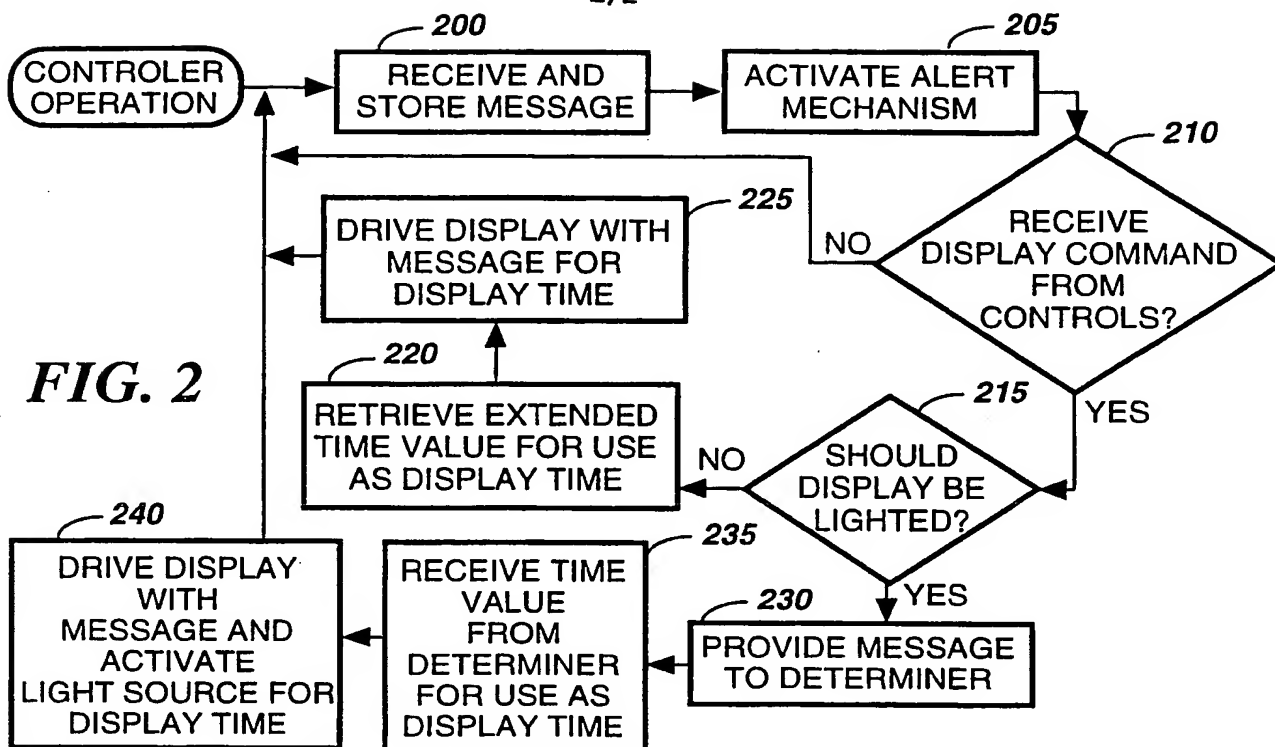 CONTROLER
OPERATION
200
RECEIVE AND
STORE MESSAGE
205
ACTIVATE ALERT
MECHANISM
210
RECEIVE
DISPLAY COMMAND
FROM
CONTROLS?
NO
YES
225
DRIVE DISPLAY WITH
MESSAGE FOR
DISPLAY TIME
FIG. 2
220
RETRIEVE EXTENDED
TIME VALUE FOR USE
AS DISPLAY TIME
215
SHOULD
DISPLAY BE
LIGHTED?
NO
YES
240
DRIVE DISPLAY
WITH
MESSAGE AND
ACTIVATE
LIGHT SOURCE FOR
DISPLAY TIME
235
RECEIVE TIME
VALUE
FROM
DETERMINER
FOR USE AS
DISPLAY TIME
230
PROVIDE MESSAGE
TO DETERMINER